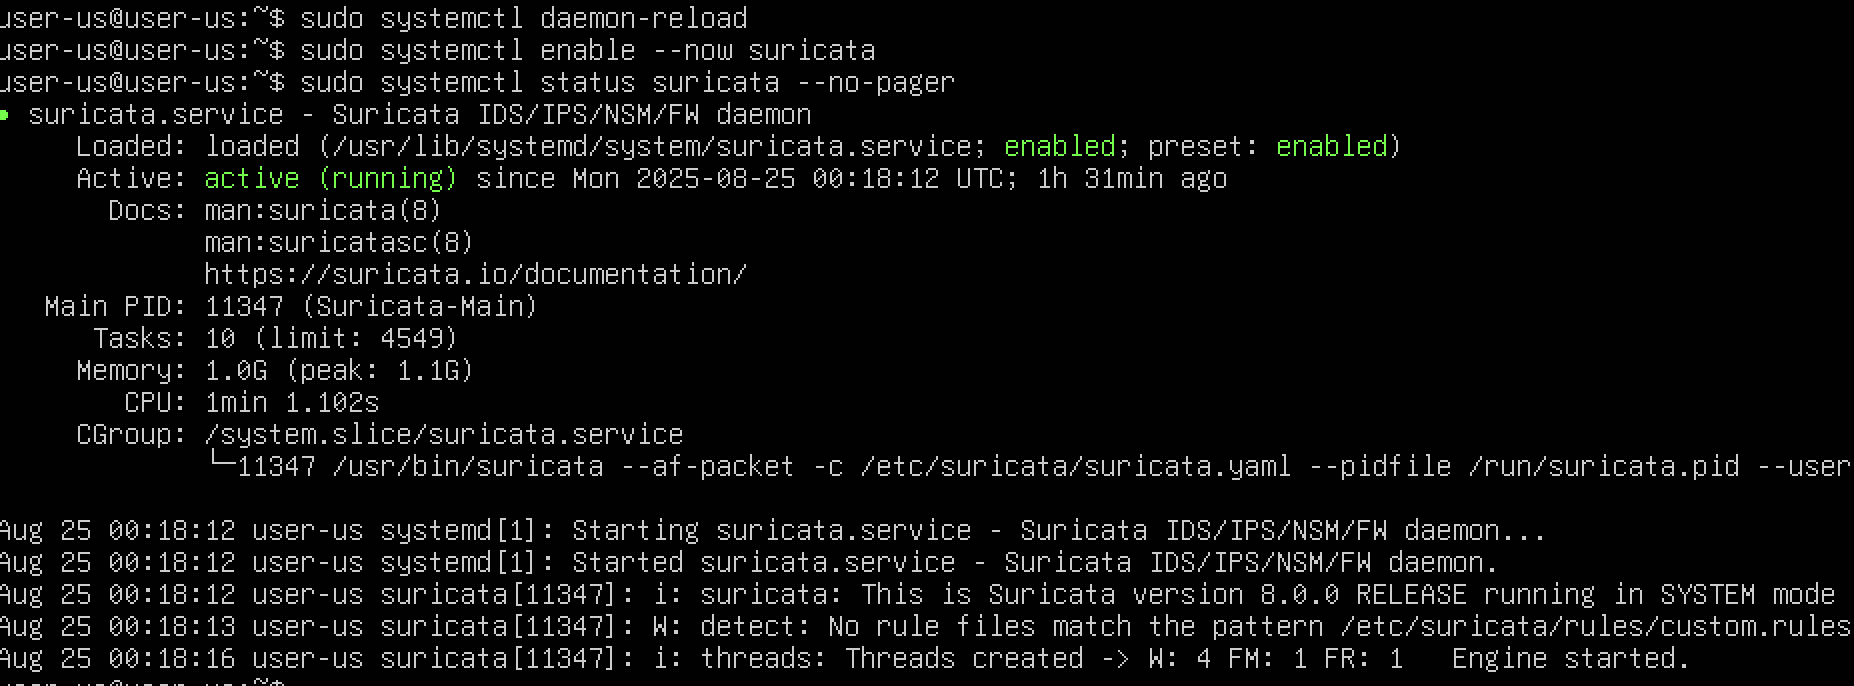 user-us@user-us:~$ sudo systemctl daemon-reload
user-us@user-us:~$ sudo systemctl enable --now suricata
user-us@user-us:~$ sudo systemctl status suricata --no-pager
● suricata.service - Suricata IDS/IPS/NSM/FW daemon
Loaded: loaded (/usr/lib/systemd/system/suricata.service; enabled; preset: enabled)
Active: active (running) since Mon 2025-08-25 00:18:12 UTC; 1h 31min ago
Docs: man:suricata(8)
man:suricatasc(8)
https://suricata.io/documentation/
Main PID: 11347 (Suricata-Main)
Tasks: 10 (limit: 4549)
Memory: 1.0G (peak: 1.1G)
CPU: 1min 1.102s
CGroup: /system.slice/suricata.service
└─11347 /usr/bin/suricata --af-packet -c /etc/suricata/suricata.yaml --pidfile /run/suricata.pid --user
Aug 25 00:18:12 user-us systemd[1]: Starting suricata.service - Suricata IDS/IPS/NSM/FW daemon...
Aug 25 00:18:12 user-us systemd[1]: Started suricata.service - Suricata IDS/IPS/NSM/FW daemon.
Aug 25 00:18:12 user-us suricata[11347]: i: suricata: This is Suricata version 8.0.0 RELEASE running in SYSTEM mode
Aug 25 00:18:13 user-us suricata[11347]: W: detect: No rule files match the pattern /etc/suricata/rules/custom.rules
Aug 25 00:18:16 user-us suricata[11347]: i: threads: Threads created -> W: 4 FM: 1 FR: 1   Engine started.
user-us@user-us:~$